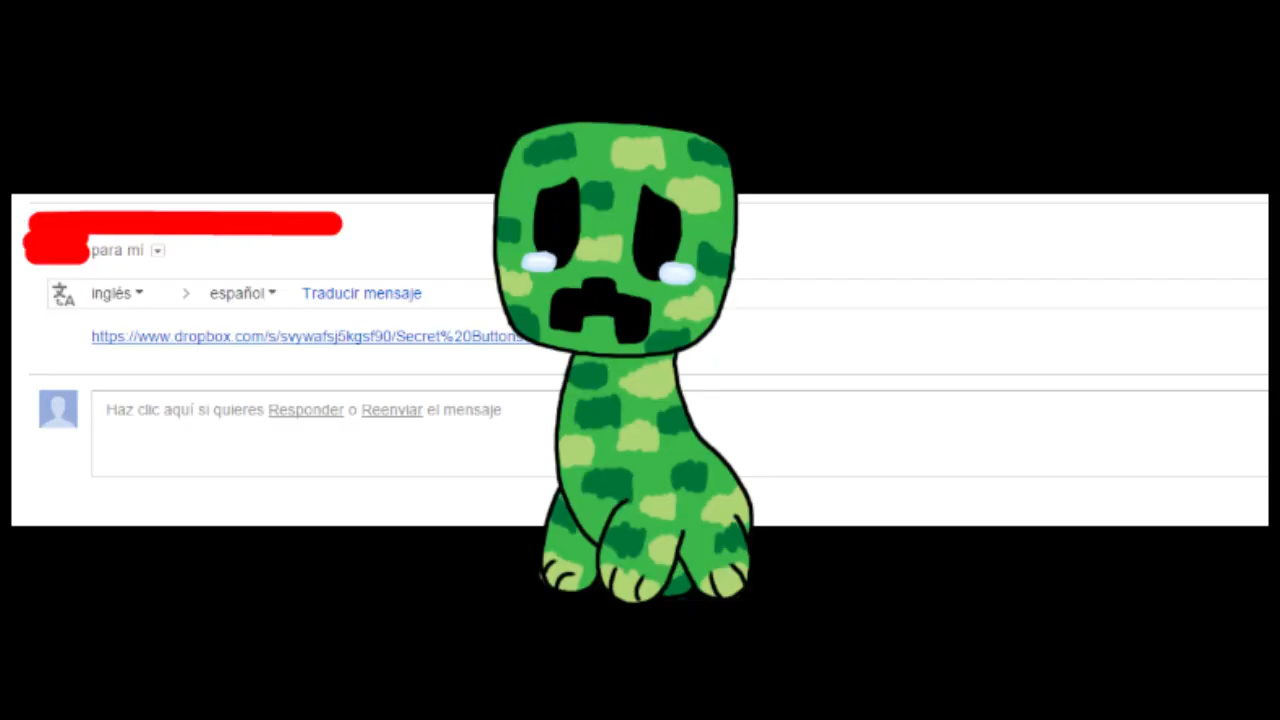 para mí
inglés > español Traducir mensaje
https://www.dropbox.com/s/svywafsj5kgsf90/Secret%20Buttons
Haz clic aquí si quieres Responder o Reenviar el mensaje